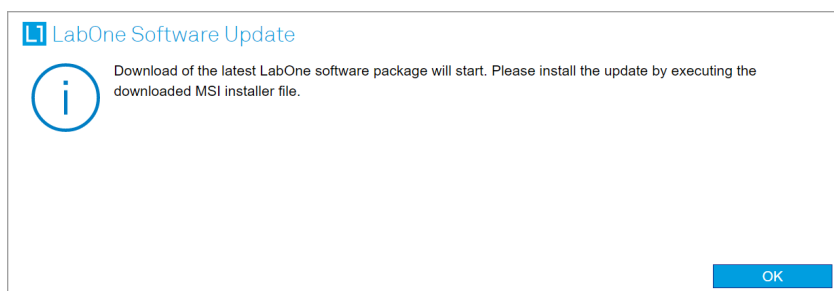 L1 LabOne Software Update
Download of the latest LabOne software package will start. Please install the update by executing the
downloaded MSI installer file.
OK